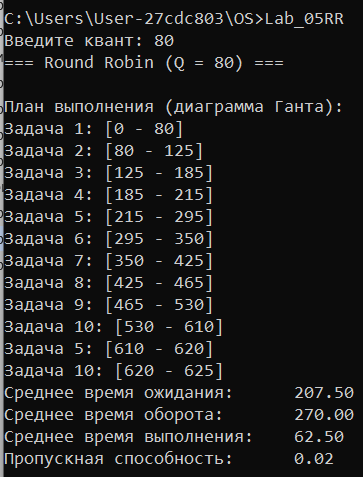 C:\Users\User-27cdc803\OS>Lab_05RR
Введите квант: 80
=== Round Robin (Q = 80) ===
План выполнения (диаграмма Ганта):
Задача 1: [0 - 80]
Задача 2: [80 - 125]
Задача 3: [125 - 185]
Задача 4: [185 - 215]
Задача 5: [215 - 295]
Задача 6: [295 - 350]
Задача 7: [350 - 425]
Задача 8: [425 - 465]
Задача 9: [465 - 530]
Задача 10: [530 - 610]
Задача 5: [610 - 620]
Задача 10: [620 - 625]
Среднее время ожидания: 207.50
Среднее время оборота: 270.00
Среднее время выполнения: 62.50
Пропускная способность: 0.02